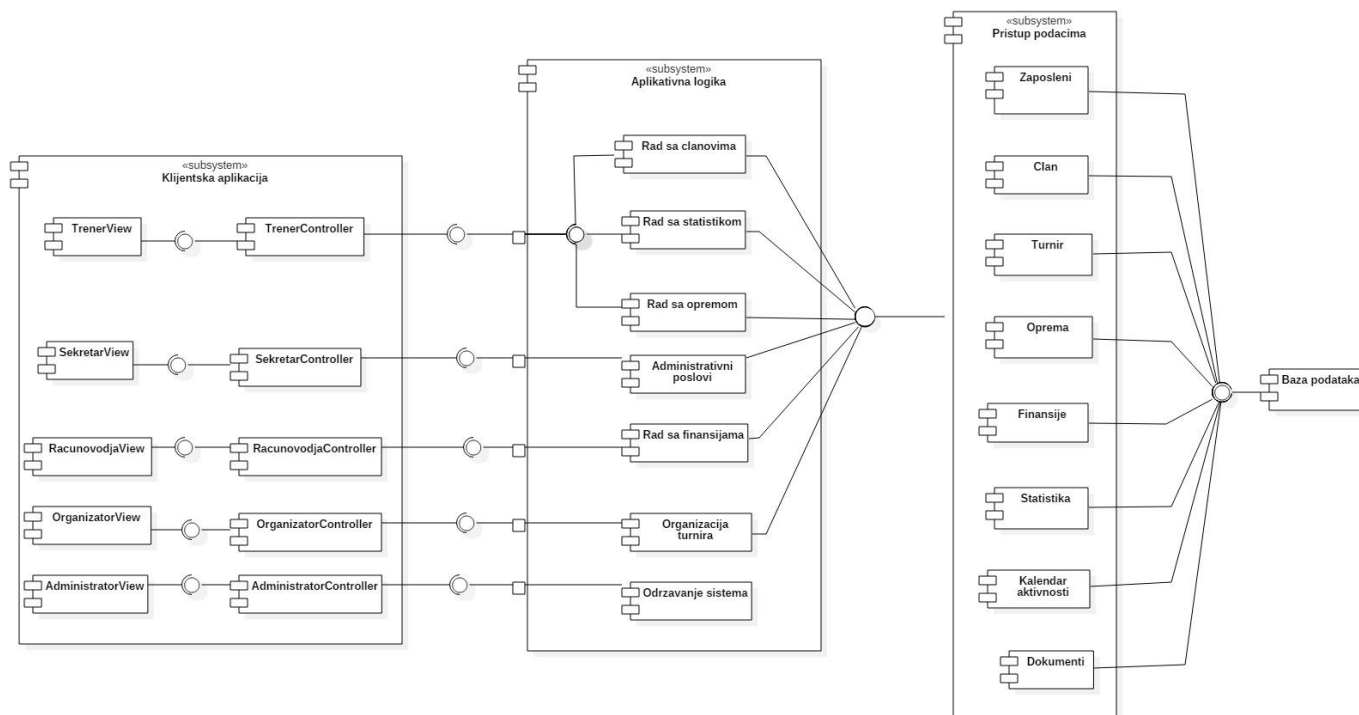 «subsystem»
Klijentska aplikacija
TrenerView
TrenerController
SekretarView
SekretarController
RacunovodjaView
RacunovodjaController
OrganizatorView
OrganizatorController
AdministratorView
AdministratorController
«subsystem»
Aplikativna logika
Rad sa clanovima
Rad sa statistikom
Rad sa opremom
Administrativni
poslovi
Rad sa finansijama
Organizacija
turnira
Odrzavanje sistema
«subsystem»
Pristup podacima
Zaposleni
Clan
Turnir
Oprema
Finansije
Statistika
Kalendar
aktivnosti
Dokumenti
Baza podataka